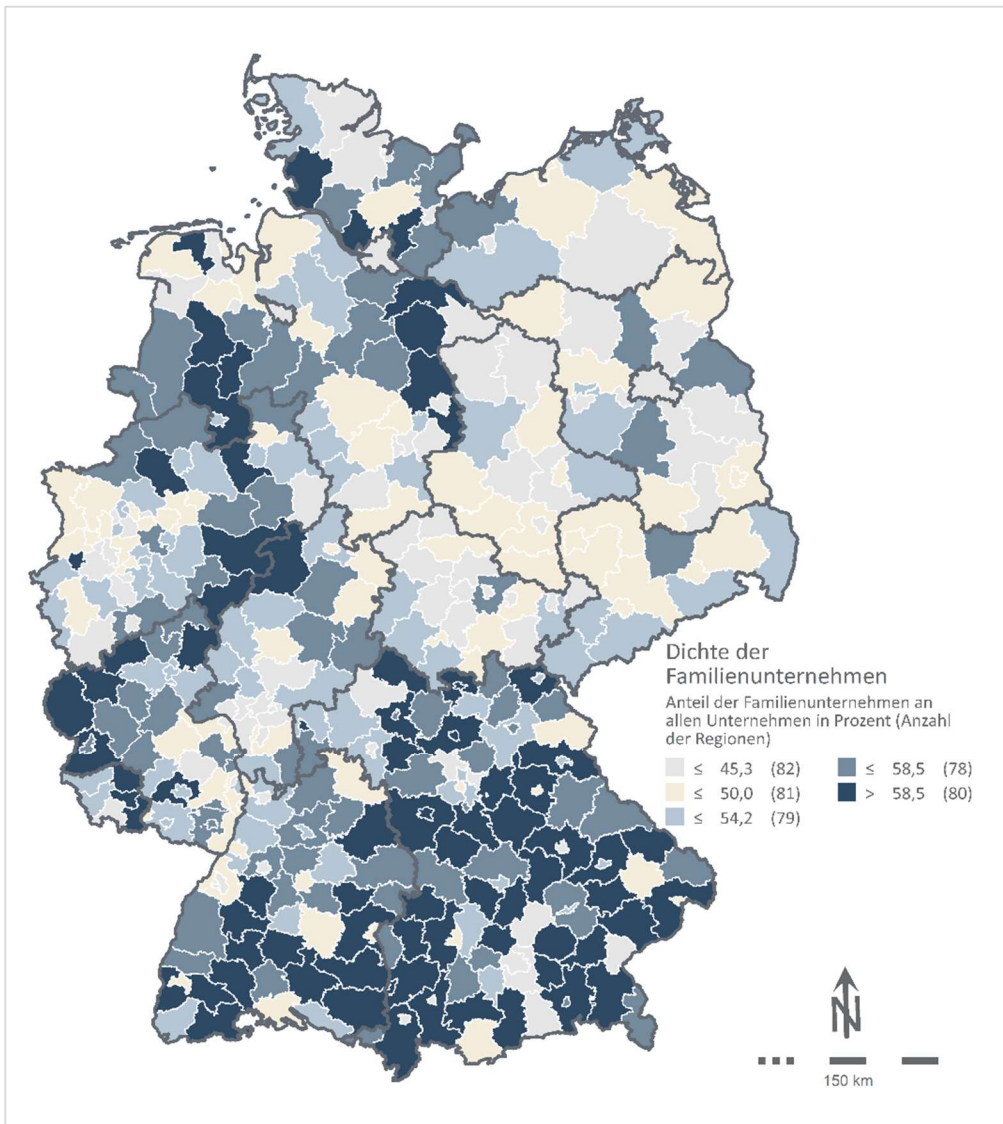 Dichte der
Familienunternehmen
Anteil der Familienunternehmen an
allen Unternehmen in Prozent (Anzahl
der Regionen)
≤ 45,3 (82)
≤ 50,0 (81)
≤ 54,2 (79)
≤ 58,5 (78)
> 58,5 (80)
N
150 km